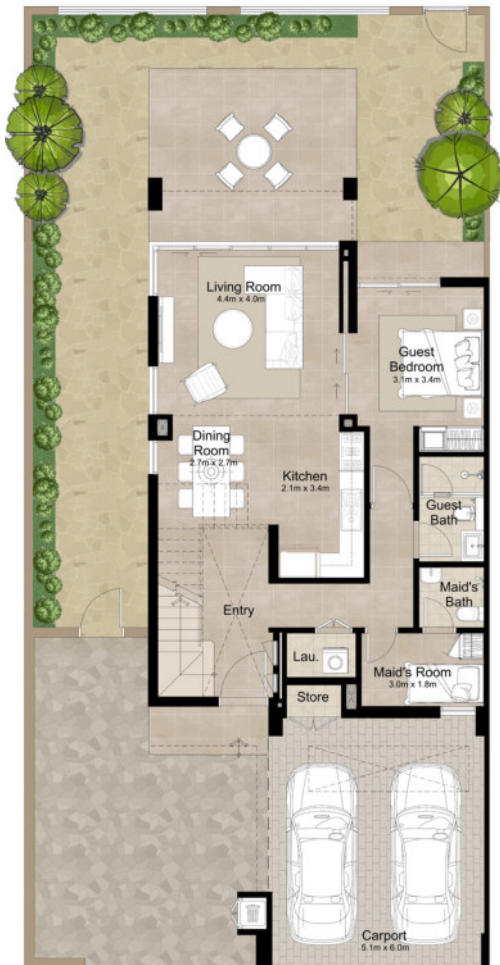 Living Room
4.4m x 4.0m
Guest
Bedroom
3.1m x 3.4m
Dining
Room
2.7m x 2.7m
Kitchen
2.1m x 3.4m
Guest
Bath
Maid's
Bath
Entry
Lau.
Maid's Room
3.0m x 1.8m
Store
Carport
5.1m x 6.0m